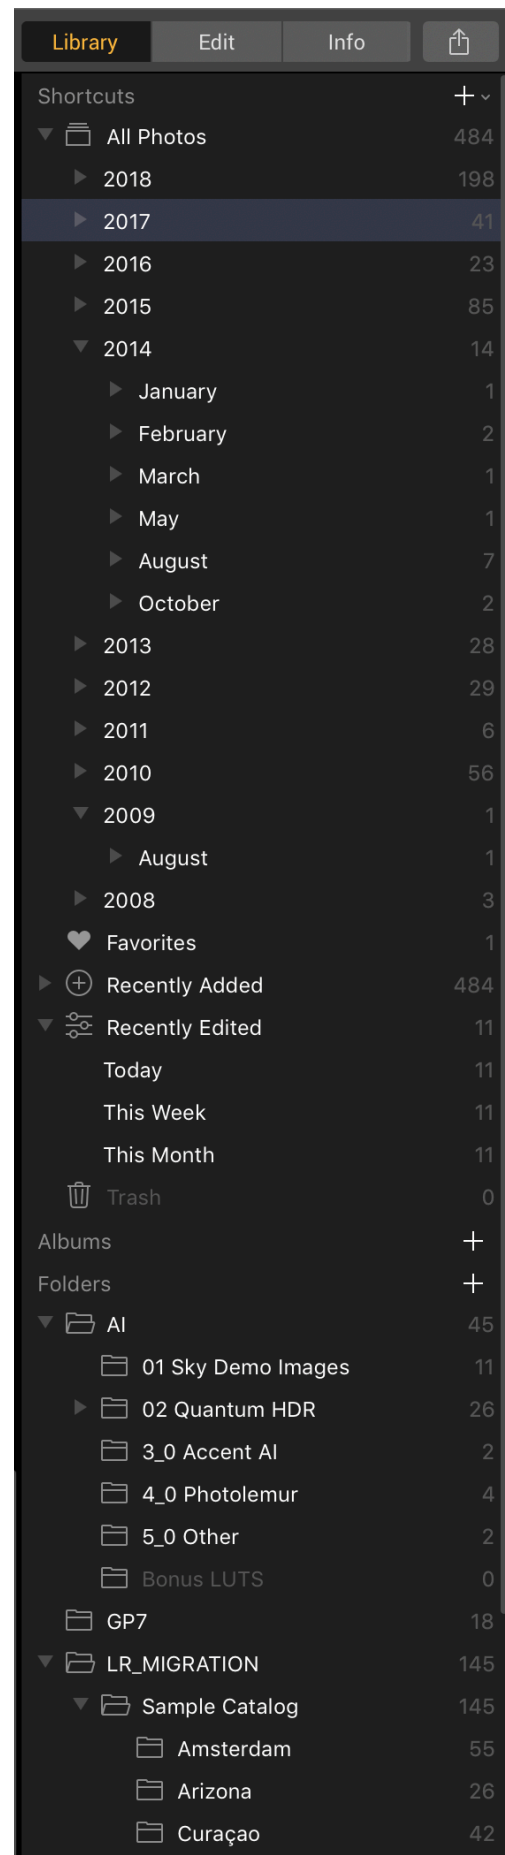 Library Edit Info
Shortcuts
All Photos 484
2018 198
2017 41
2016 23
2015 85
2014 14
January 1
February 2
March 1
May 1
August 7
October 2
2013 28
2012 29
2011 6
2010 56
2009 1
August 1
2008 3
Favorites 1
Recently Added 484
Recently Edited 11
Today 11
This Week 11
This Month 11
Trash 0
Albums
Folders
AI 45
01 Sky Demo Images 11
02 Quantum HDR 26
3_0 Accent AI 2
4_0 Photolemur 4
5_0 Other 2
Bonus LUTS 0
GP7 18
LR_MIGRATION 145
Sample Catalog 145
Amsterdam 55
Arizona 26
Curaçao 42